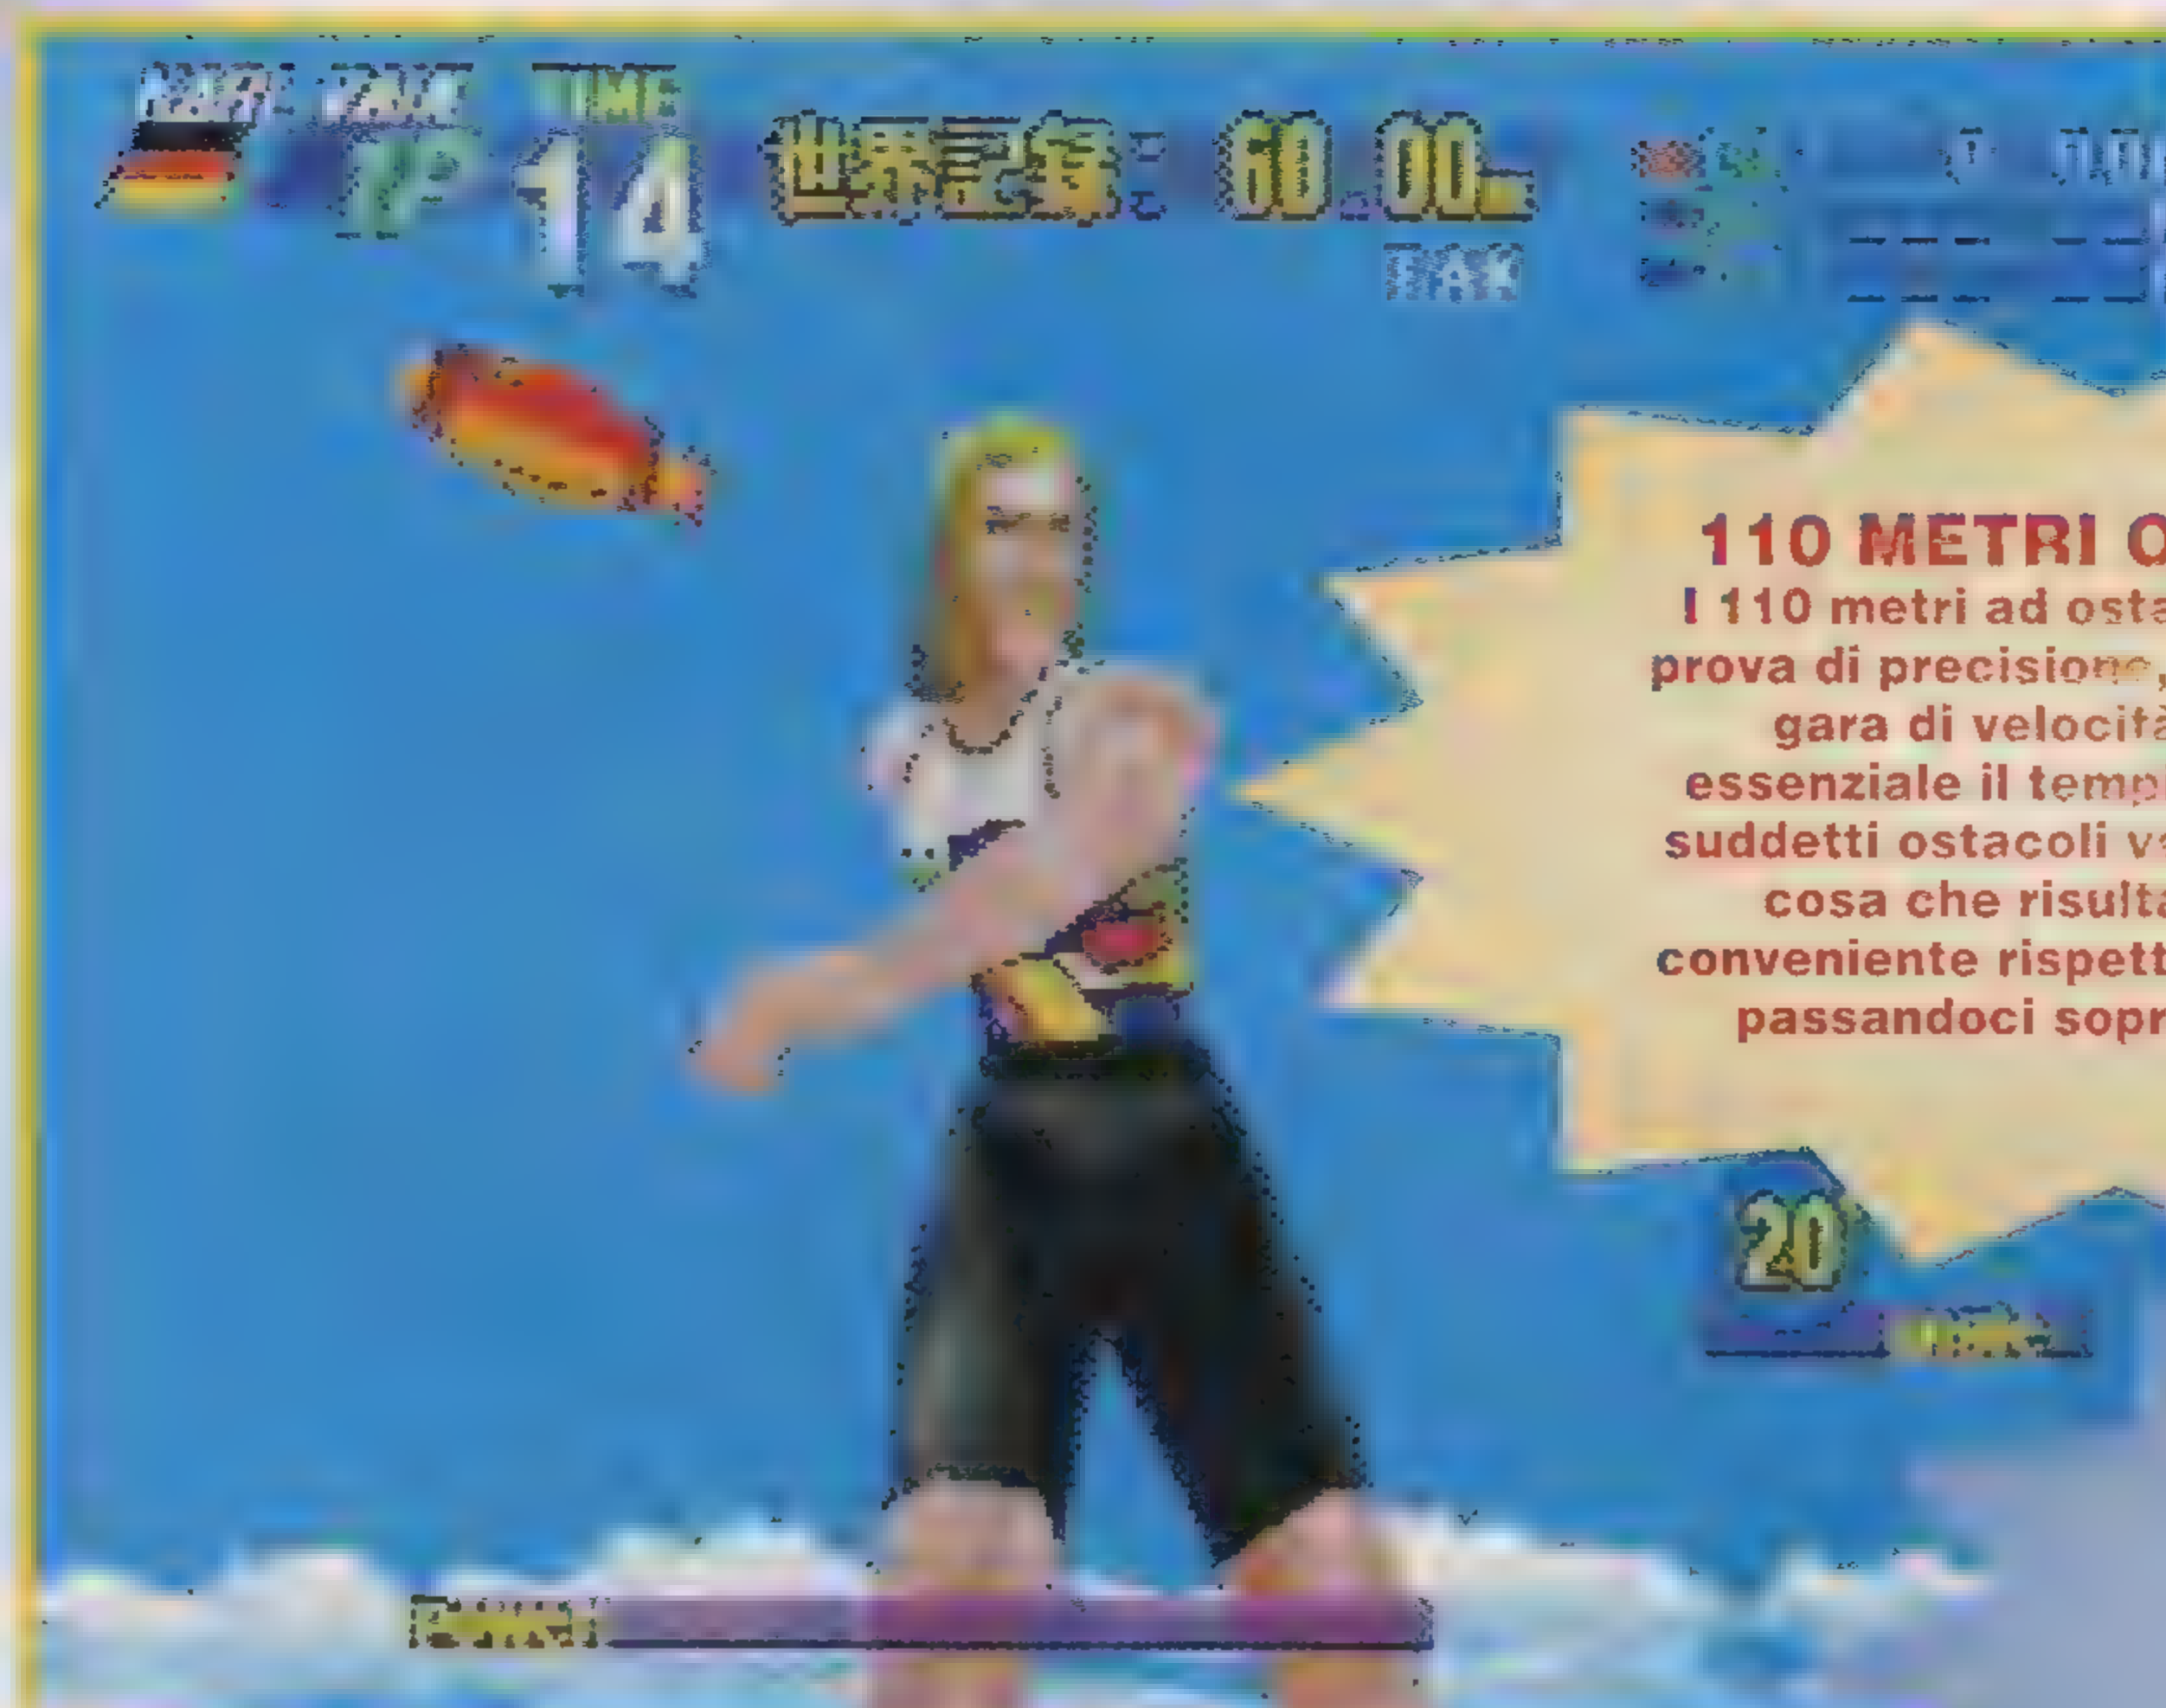 TIME
14
世界記録: 60.00
110 METRI O
I 110 metri ad osta
prova di precisione,
gara di velocità
essenziale il temp
suddetti ostacoli v
cosa che risulta
conveniente rispett
passandoci sopr
20